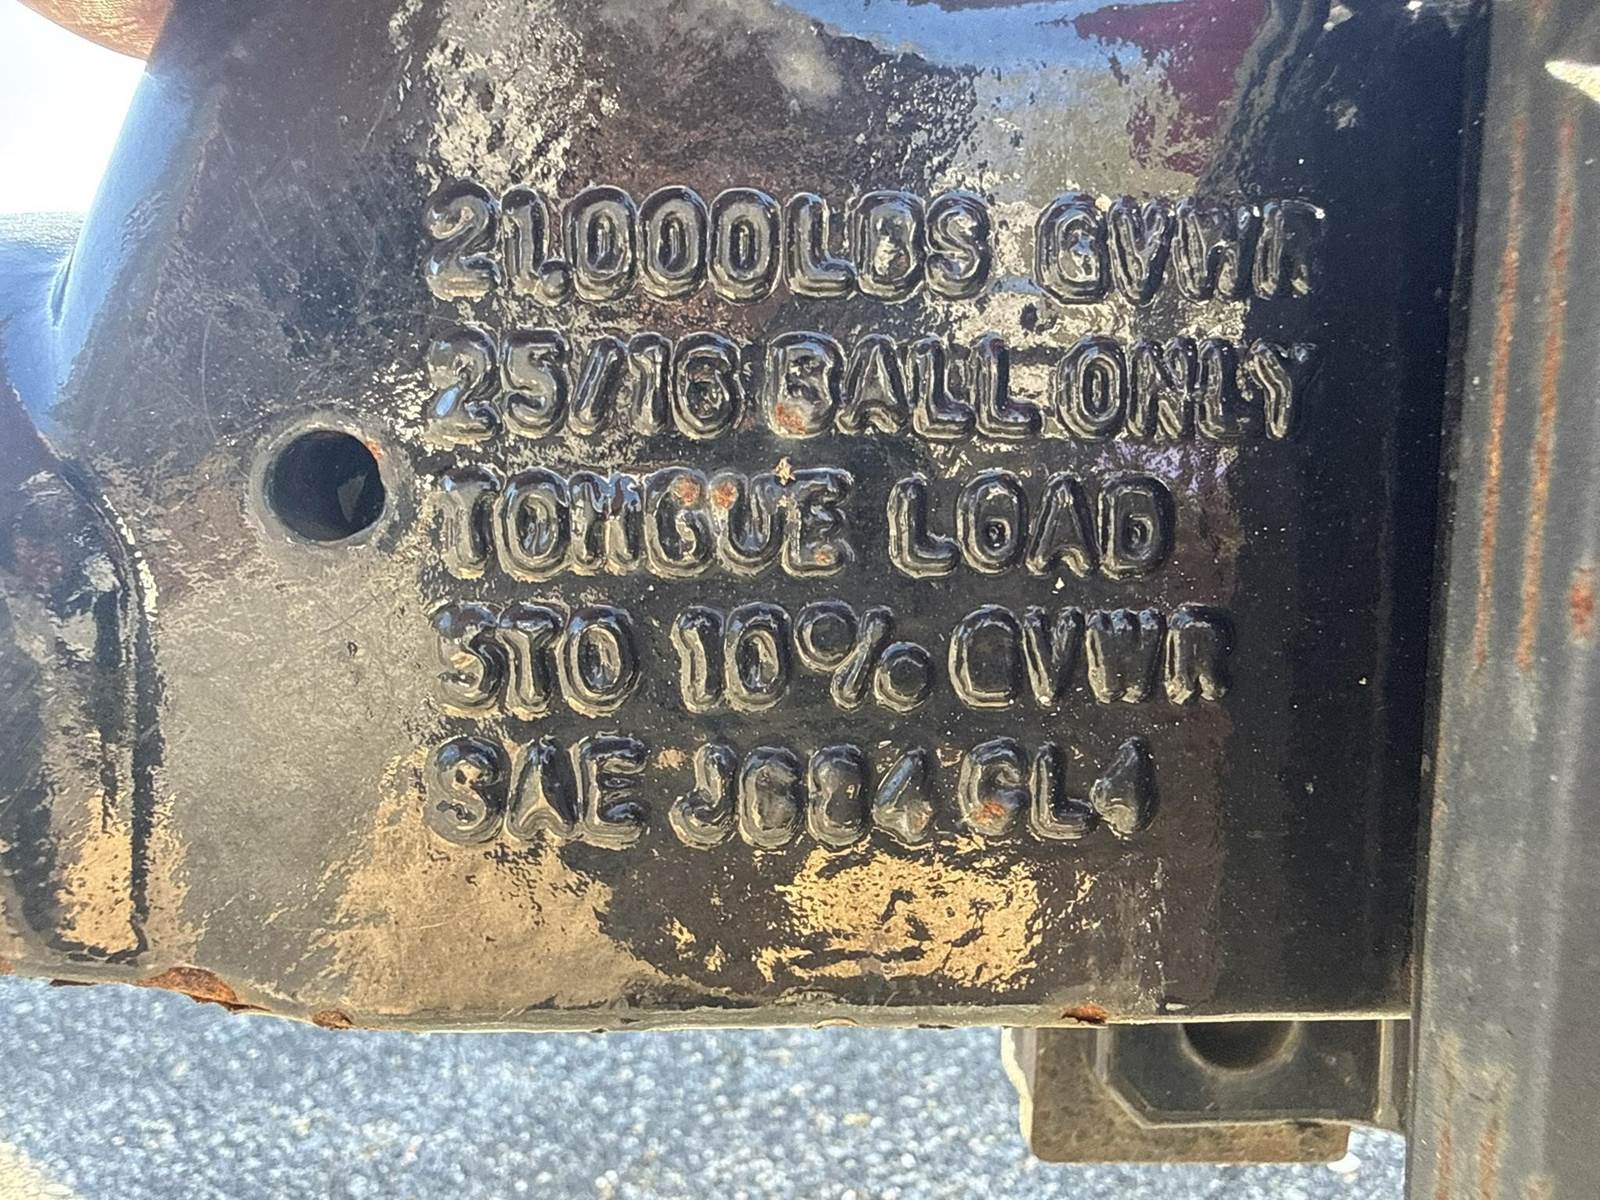 21,000LBS GVWR
25/16 BALL ONLY
TONGUE LOAD
5TO 10% GVWR
SAE J684 CL4